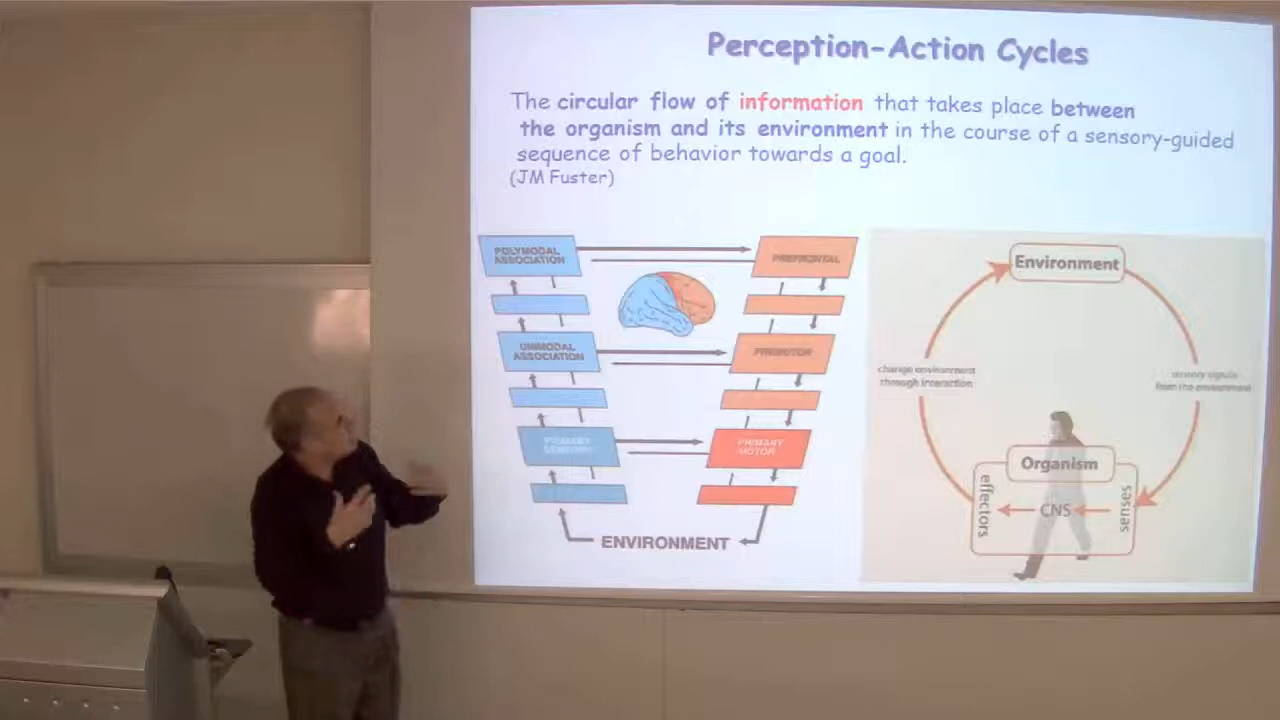 Perception-Action Cycles
The circular flow of information that takes place between
the organism and its environment in the course of a sensory-guided
sequence of behavior towards a goal.
(JM Fuster)
POLYMODAL
ASSOCIATION
PREFRONTAL
UNIMODAL
ASSOCIATION
PREMOTOR
PRIMARY
SENSORY
PRIMARY
MOTOR
ENVIRONMENT
Environment
change environment
through interaction
sensory signals
from the environment
Organism
effectors
CNS
senses